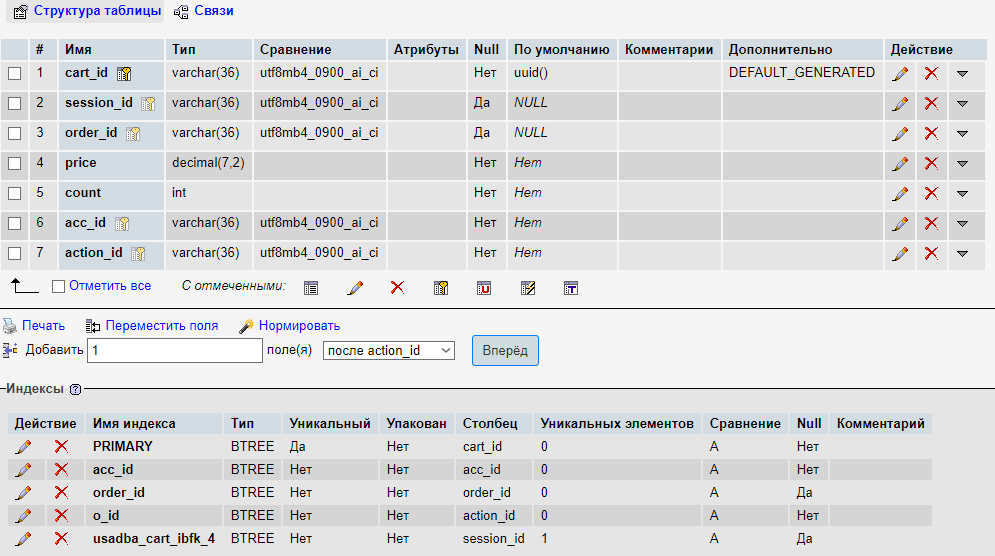 Структура таблицы Связи
# Имя Тип Сравнение Атрибуты Null По умолчанию Комментарии Дополнительно Действие
1 cart_id varchar(36) utf8mb4_0900_ai_ci Нет uuid() DEFAULT_GENERATED
2 session_id varchar(36) utf8mb4_0900_ai_ci Да NULL
3 order_id varchar(36) utf8mb4_0900_ai_ci Да NULL
4 price decimal(7,2) Нет Нет
5 count int Нет Нет
6 acc_id varchar(36) utf8mb4_0900_ai_ci Нет Нет
7 action_id varchar(36) utf8mb4_0900_ai_ci Нет Нет
Отметить все С отмеченными:
Печать Переместить поля Нормировать
Добавить 1 поле(я) после action_id Вперёд
Индексы
Действие Имя индекса Тип Уникальный Упакован Столбец Уникальных элементов Сравнение Null Комментарий
PRIMARY BTREE Да Нет cart_id 0 A Нет
acc_id BTREE Нет Нет acc_id 0 A Нет
order_id BTREE Нет Нет order_id 0 A Да
o_id BTREE Нет Нет action_id 0 A Нет
usadba_cart_ibfk_4 BTREE Нет Нет session_id 1 A Да